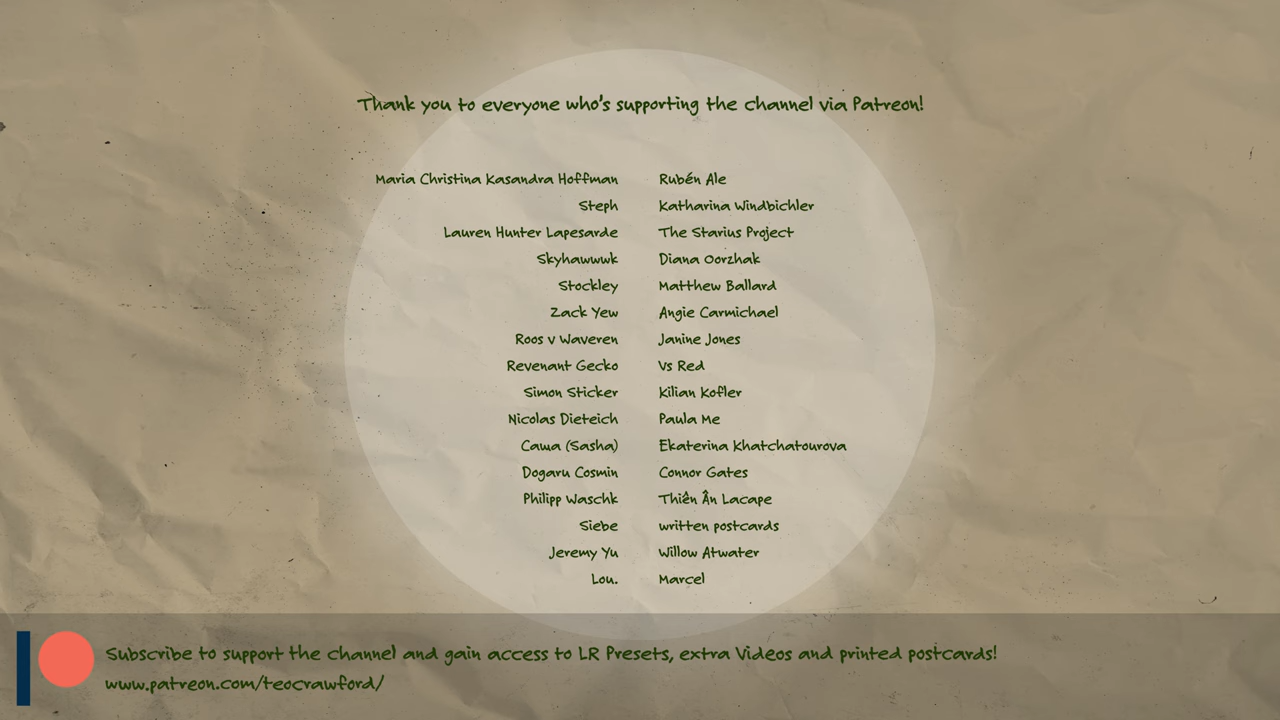 Thank you to everyone who's supporting the channel via Patreon!
Maria Christina Kasandra Hoffman
Steph
Lauren Hunter Lapesarde
Skyhawwwk
Stockley
Zack Yew
Roos v Waveren
Revenant Gecko
Simon Sticker
Nicolas Dieteich
Саша (Sasha)
Dogaru Cosmin
Philipp Waschk
Siebe
Jeremy Yu
Lou.
Rubén Ale
Katharina Windbichler
The Starius Project
Diana Oorzhak
Matthew Ballard
Angie Carmichael
Janine Jones
Vs Red
Kilian Kofler
Paula Me
Ekaterina Khatchatourova
Connor Gates
Thiên Ân Lacape
written postcards
Willow Atwater
Marcel
Subscribe to support the channel and gain access to LR Presets, extra Videos and printed postcards!
www.patreon.com/teocrawford/